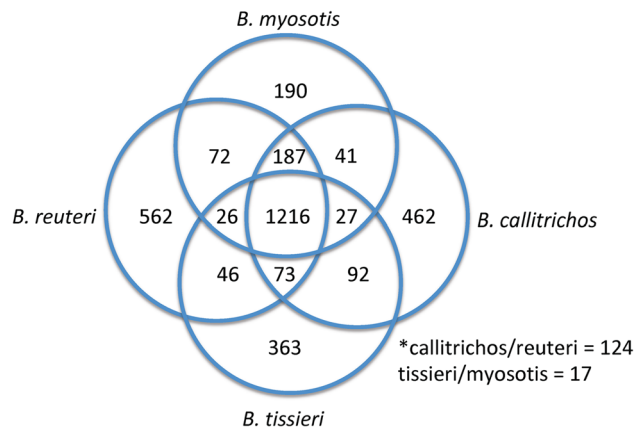 B. myosotis
190
72 187 41
B. reuteri 562 26 1216 27 462 B. callitrichos
46 73 92
363
*callitrichos/reuteri = 124
tissieri/myosotis = 17
B. tissieri